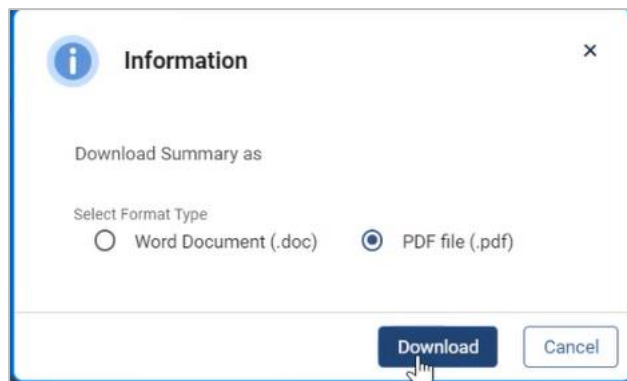 Information
Download Summary as
Select Format Type
Word Document (.doc) PDF file (.pdf)
Download Cancel